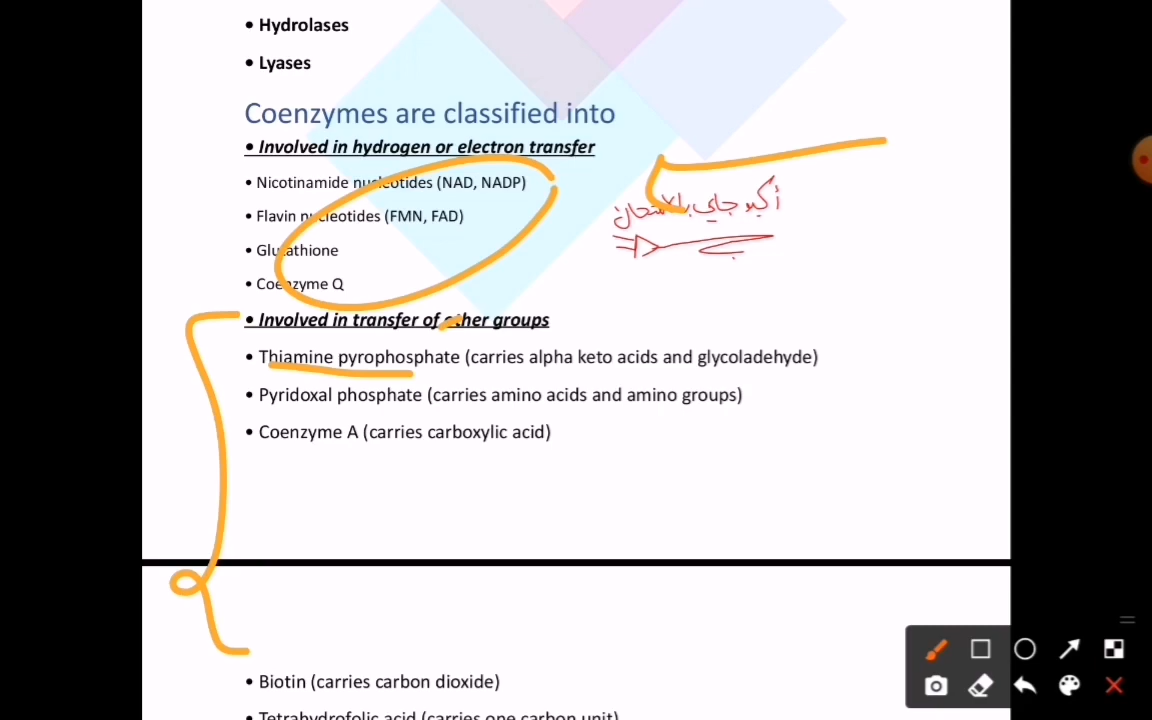 • Hydrolases
• Lyases
Coenzymes are classified into
• Involved in hydrogen or electron transfer
• Nicotinamide nucleotides (NAD, NADP)
أكيد جاي بالامتحان
• Flavin nucleotides (FMN, FAD)
• Glutathione
• Coenzyme Q
• Involved in transfer of other groups
• Thiamine pyrophosphate (carries alpha keto acids and glycoladehyde)
• Pyridoxal phosphate (carries amino acids and amino groups)
• Coenzyme A (carries carboxylic acid)
• Biotin (carries carbon dioxide)
• Tetrahydrofolic acid (carries one carbon unit)